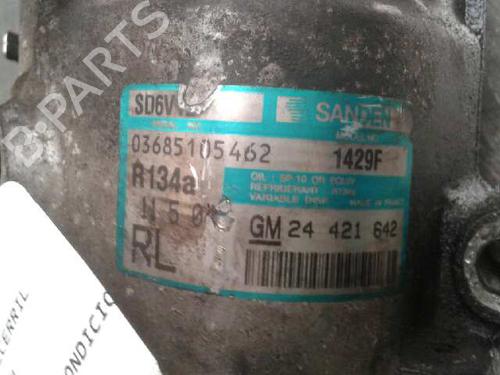 B-PARTS
SANDEN
03685105462
1429F
R134a
OIL : SP-10 OR EQUIV
REFRIGERANT R134a
VARIABLE DISP. MADE IN FRANCE
RL
GM 24 421 642
ONDICIO